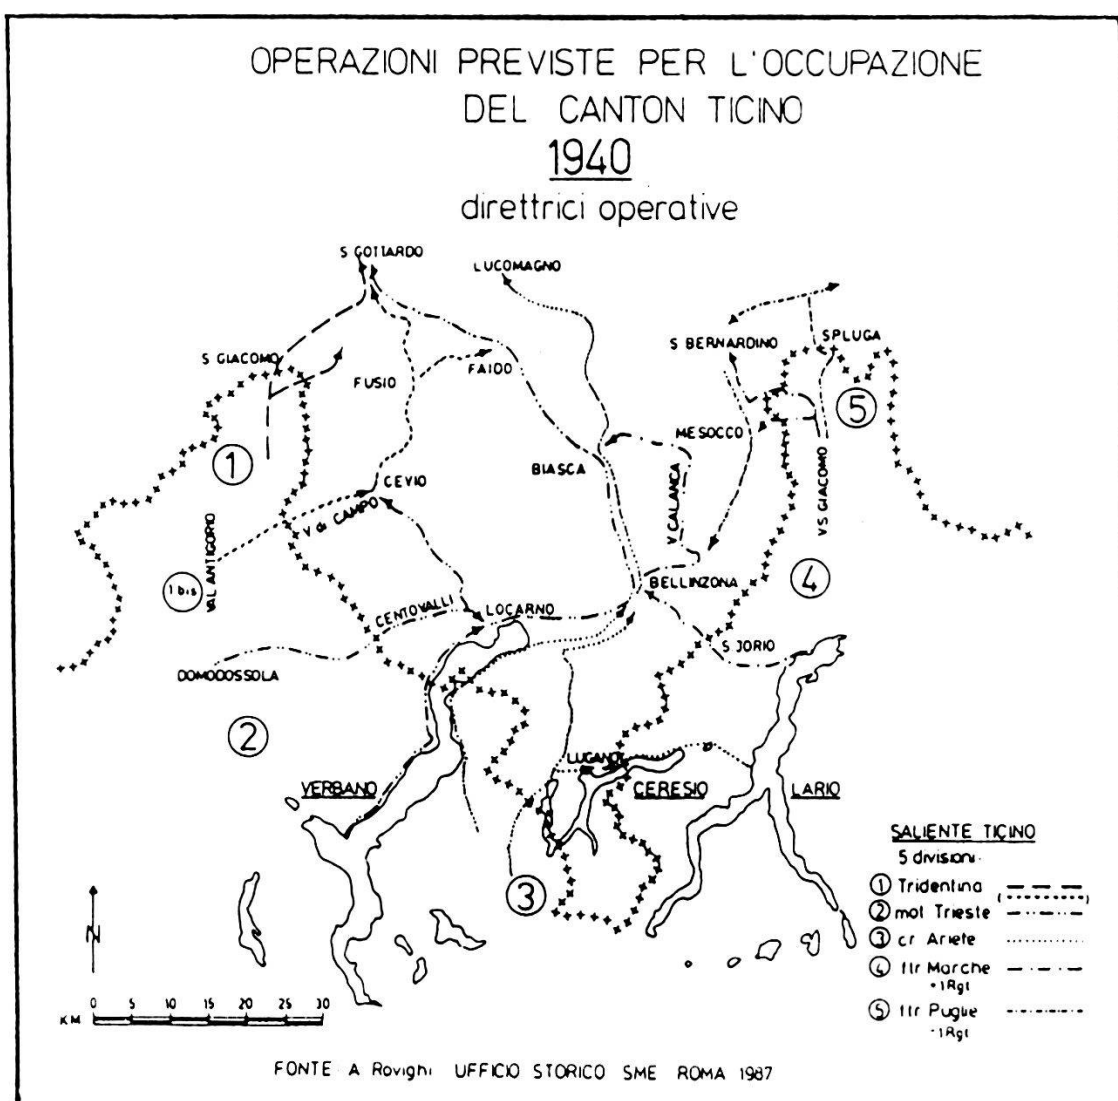 OPERAZIONI PREVISTE PER L'OCCUPAZIONE
DEL CANTON TICINO
1940
direttrici operative
S GOTTARDO
LUCOMAGNO
S BERNARDINO
SPLUGA
S GIACOMO
FUSIO
FAIDO
5
MESOCCO
1
BIASCA
CEVIO
V di CAMPO
V CALANCA
V S GIACOMO
VAL ANTIGORIO
1 bis
4
BELLINZONA
CENTOVALLI
LOCARNO
S JORIO
DOMODOSSOLA
2
LUGANO
VERBANO
CERESIO
LARIO
3
SALIENTE TICINO
5 divisioni
1 Tridentina
2 mot Trieste
3 cr Ariete
4 ftr Marche
+1Rgt
5 ftr Puglie
-1Rgt
N
0 5 10 15 20 25 30
KM
FONTE A Rovighi UFFICIO STORICO SME ROMA 1987